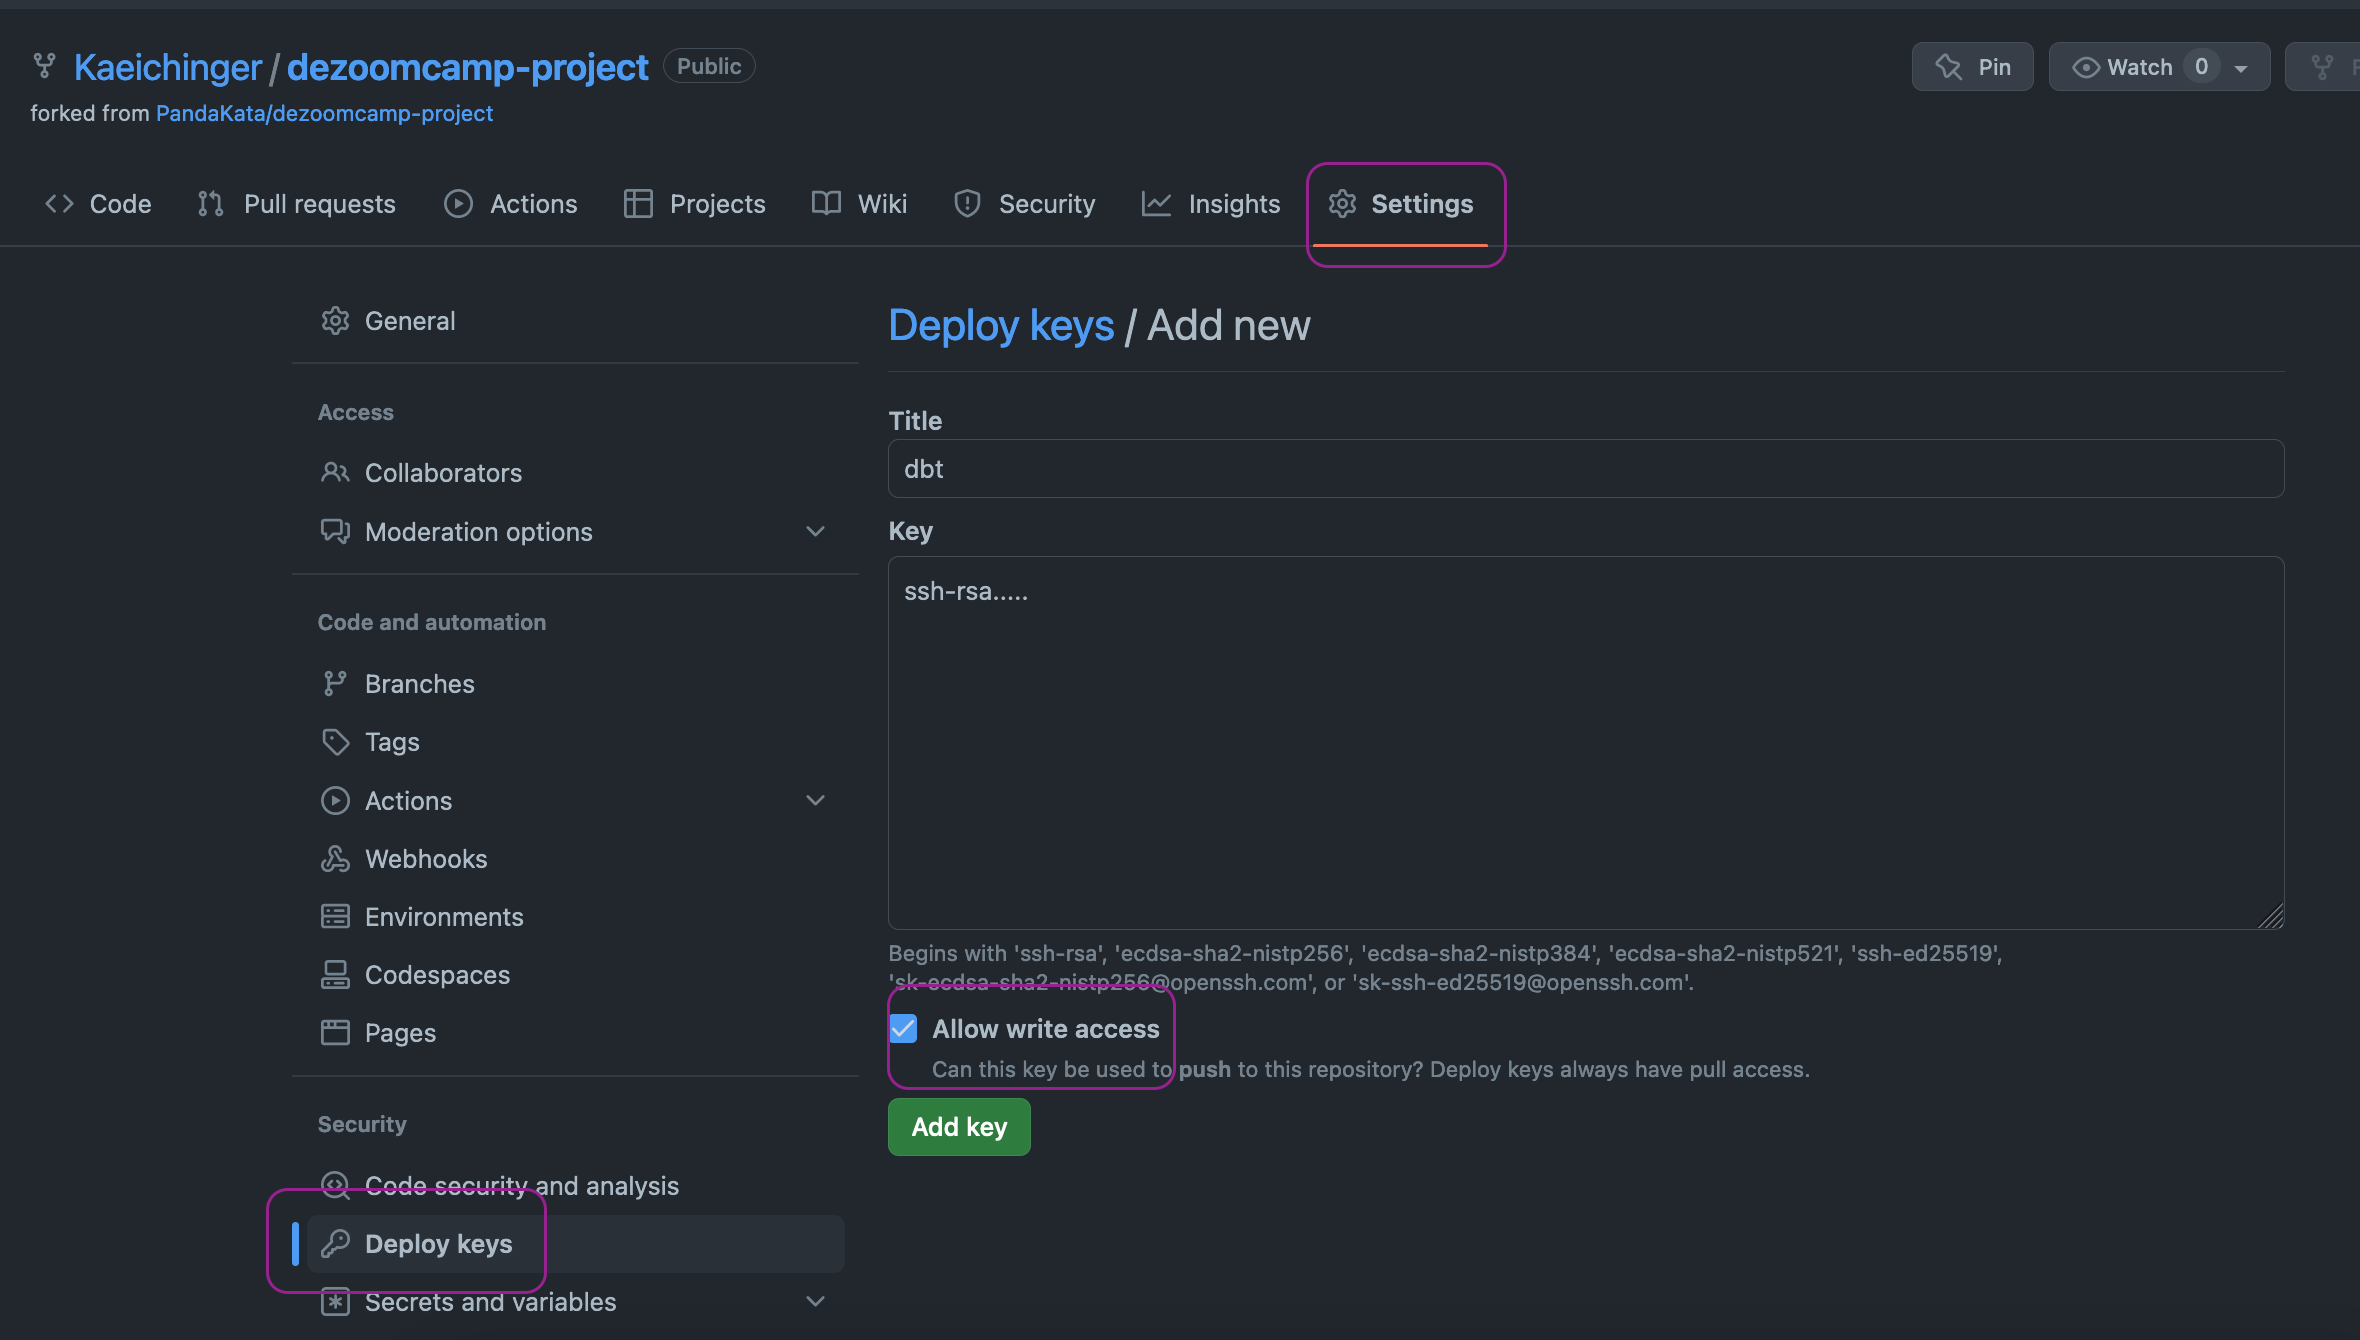 Kaeichinger / dezoomcamp-project Public
Pin
Watch 0
forked from PandaKata/dezoomcamp-project
Code
Pull requests
Actions
Projects
Wiki
Security
Insights
Settings
General
Access
Collaborators
Moderation options
Code and automation
Branches
Tags
Actions
Webhooks
Environments
Codespaces
Pages
Security
Code security and analysis
Deploy keys
Secrets and variables
Deploy keys / Add new
Title
dbt
Key
ssh-rsa.....
Begins with 'ssh-rsa', 'ecdsa-sha2-nistp256', 'ecdsa-sha2-nistp384', 'ecdsa-sha2-nistp521', 'ssh-ed25519',
'sk-ecdsa-sha2-nistp256@openssh.com', or 'sk-ssh-ed25519@openssh.com'.
Allow write access
Can this key be used to push to this repository? Deploy keys always have pull access.
Add key